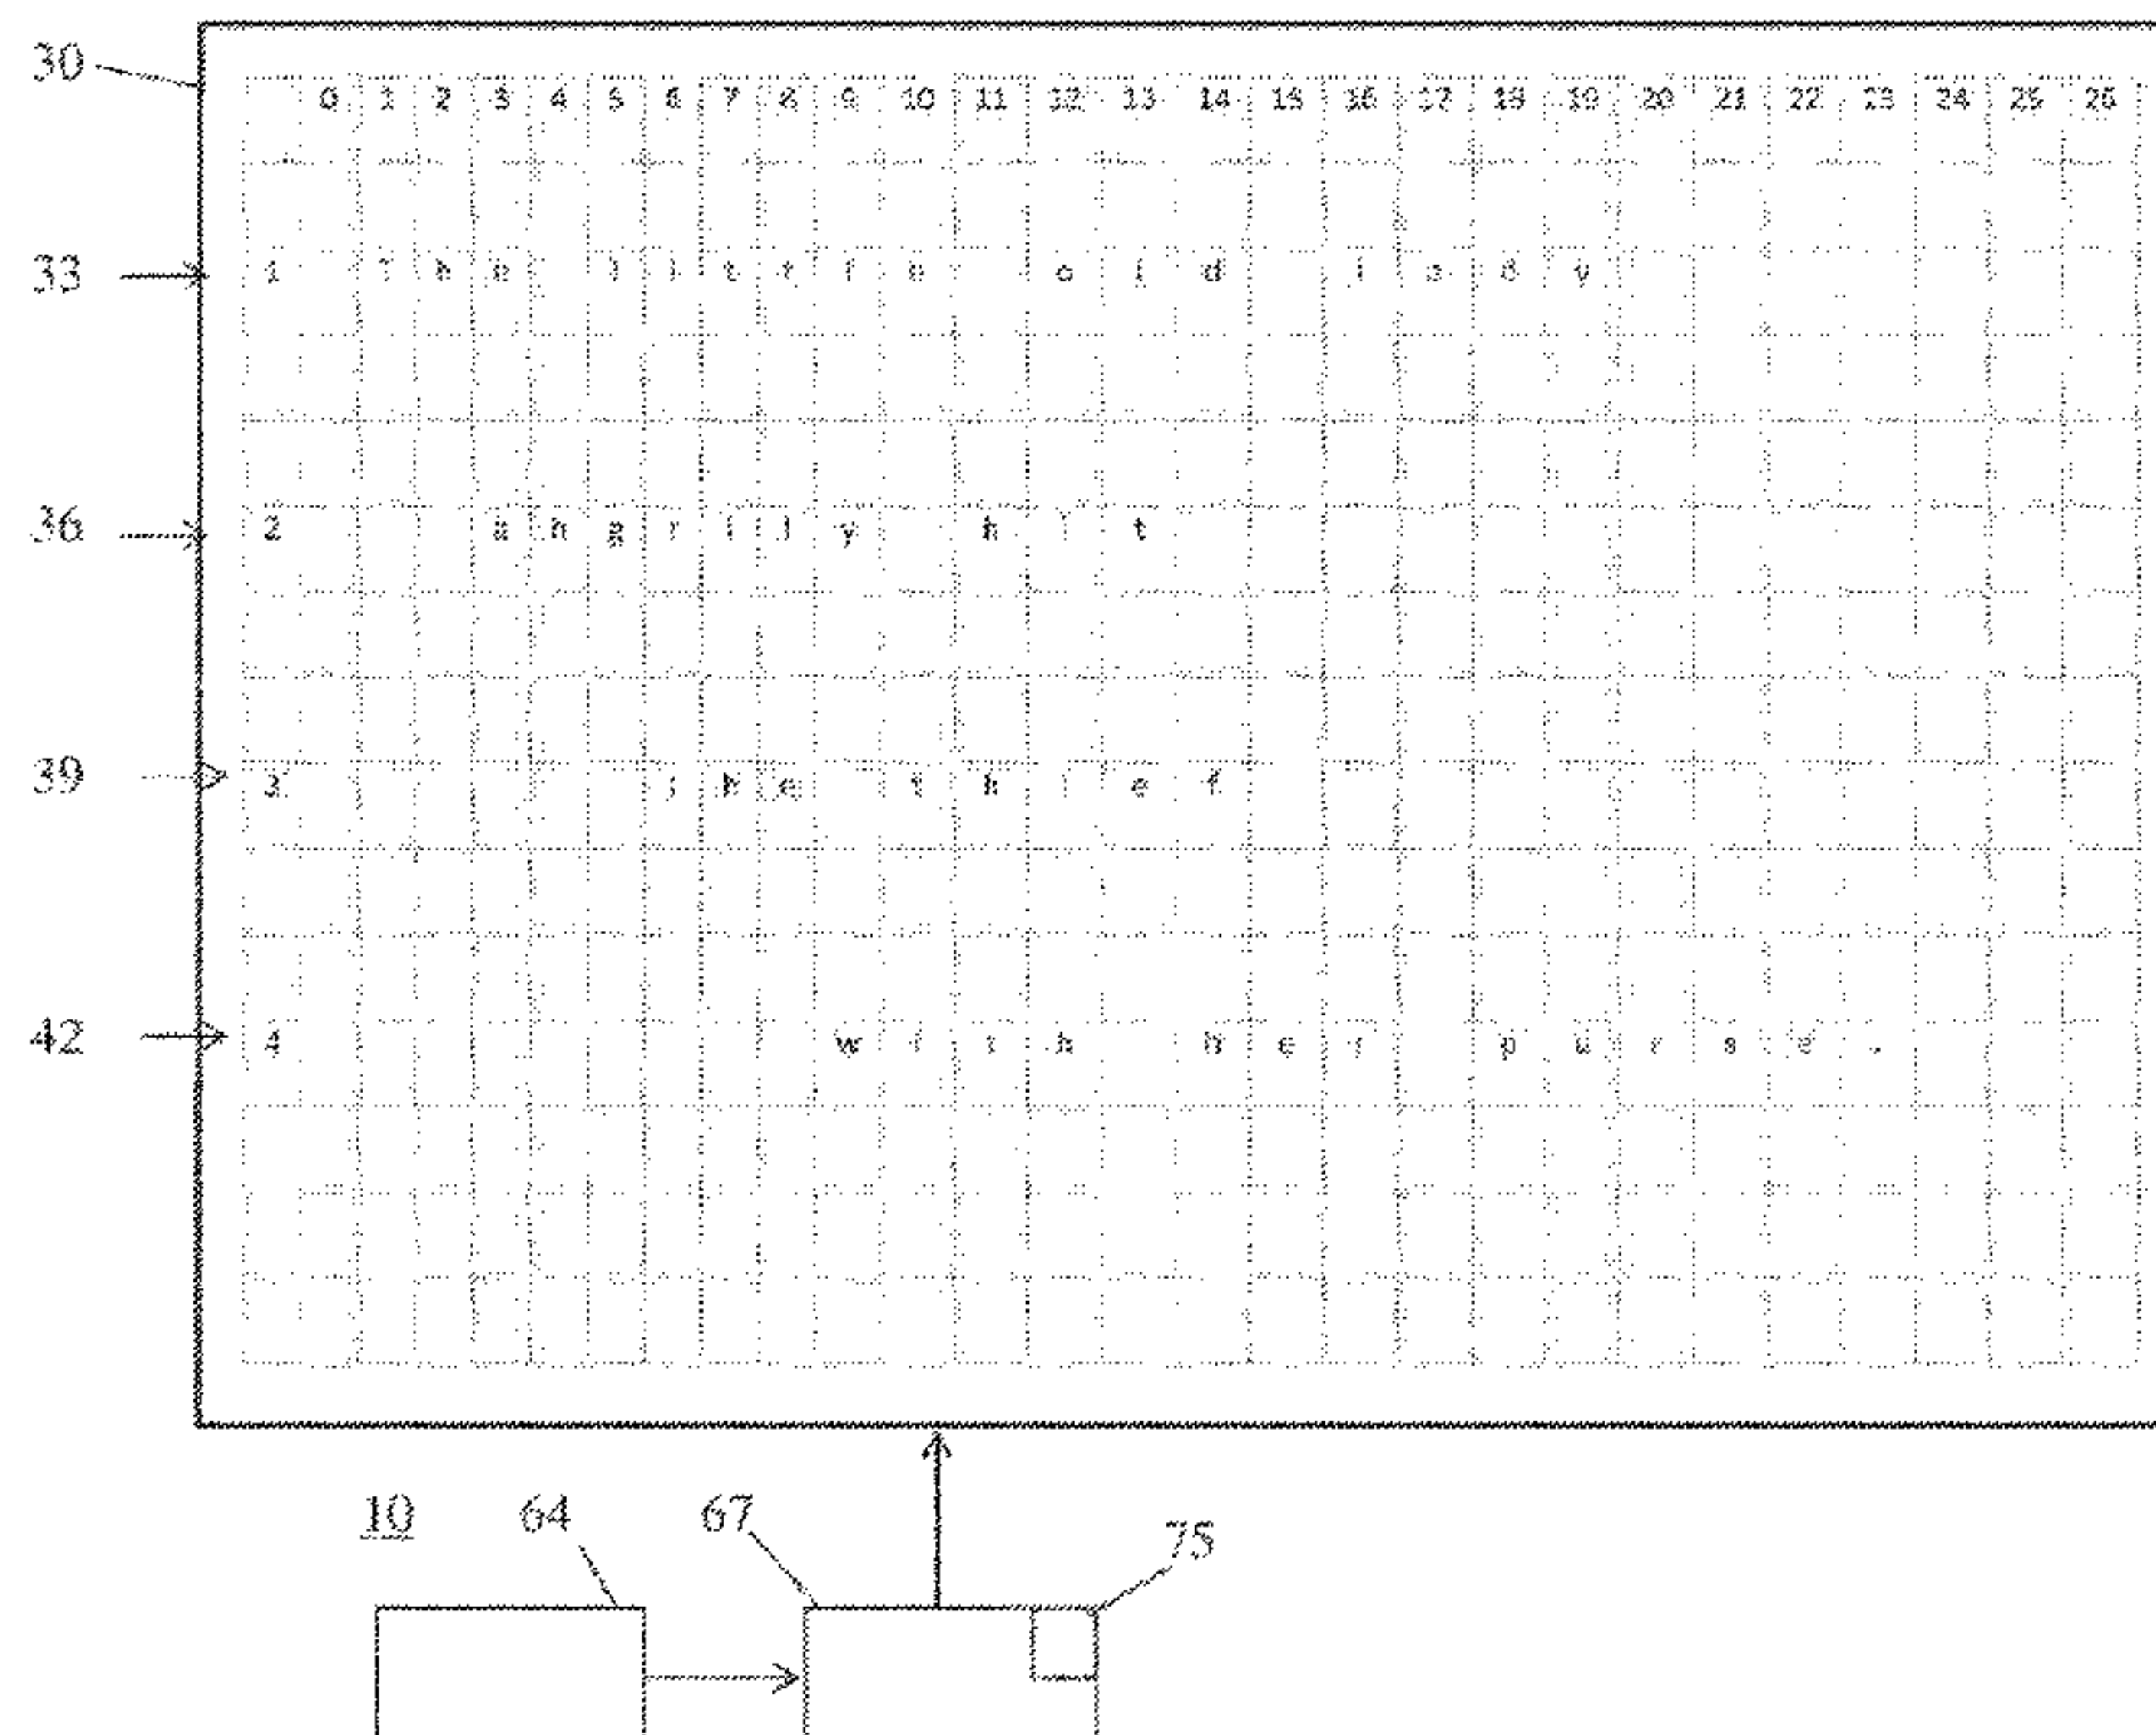 30
0 1 2 3 4 5 6 7 8 9 10 11 12 13 14 15 16 17 18 19 20 21 22 23 24 25 26
33 1 The little old lady
36 2 angrily hit
39 3 the thief
42 4 with her purse.
10 64 67 75